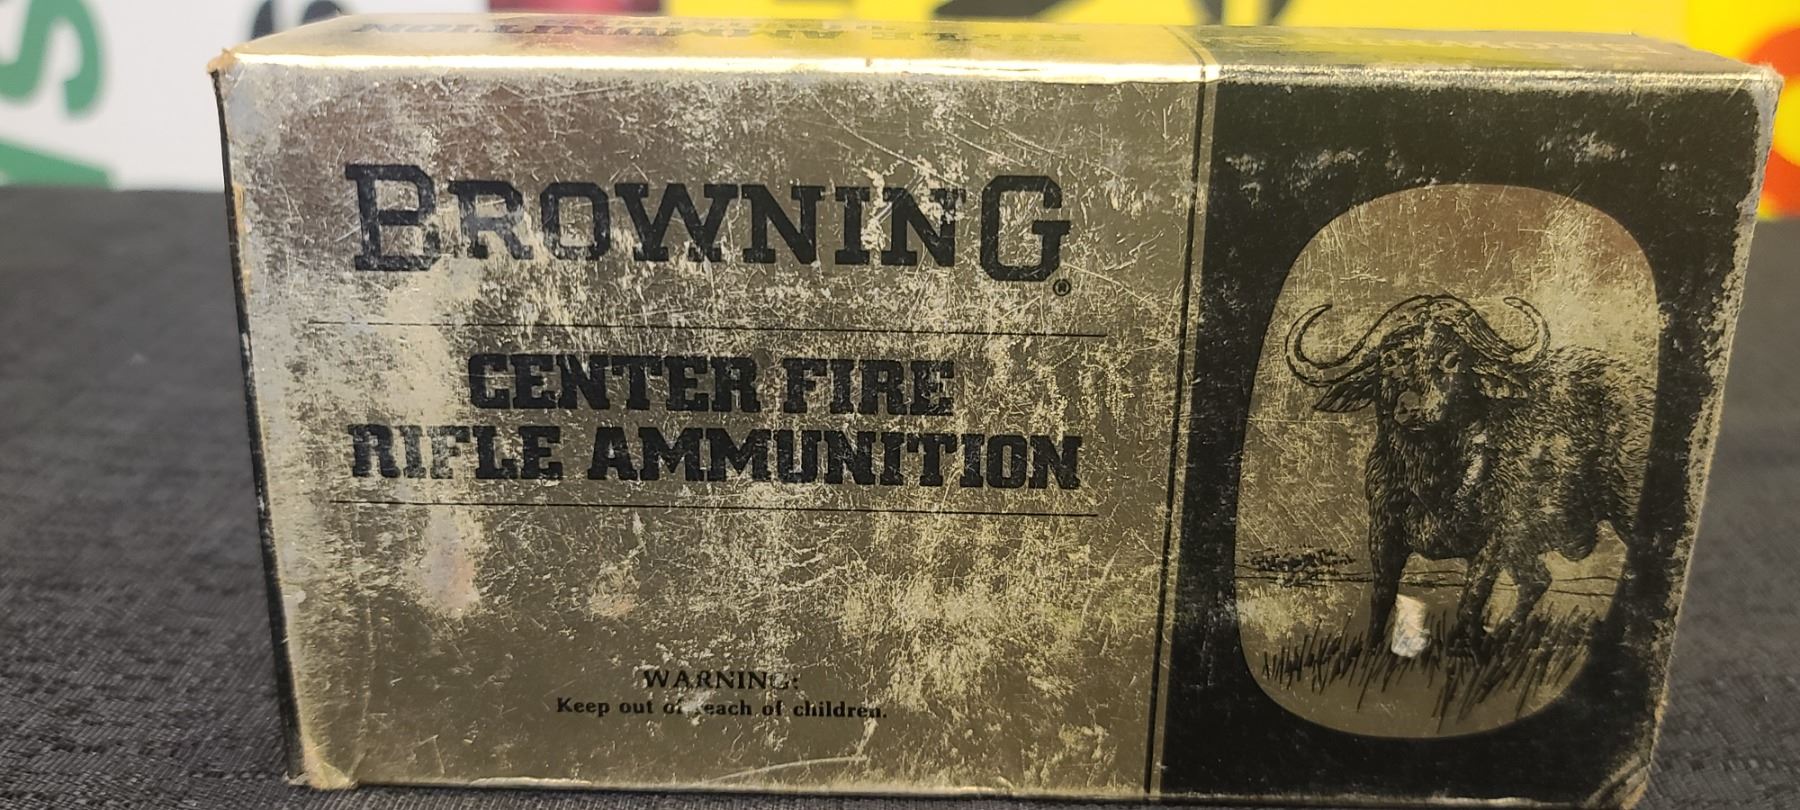 BROWNING®
CENTER FIRE
RIFLE AMMUNITION
WARNING:
Keep out of reach of children.